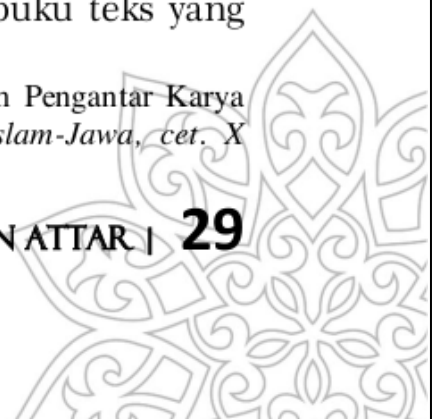 buku teks yang
n Pengantar Karya
slam-Jawa, cet. X
N ATTAR | 29